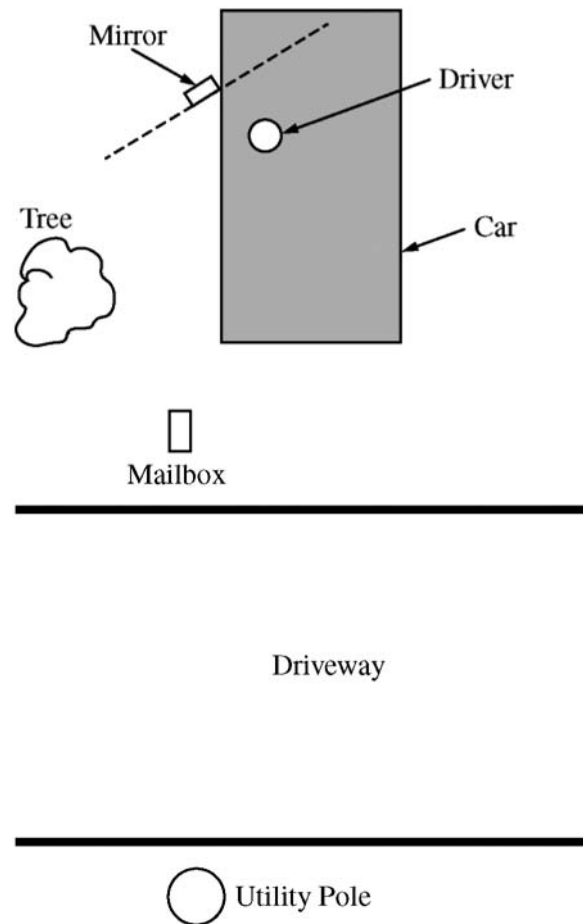 Mirror
Driver
Tree
Car
Mailbox
Driveway
Utility Pole